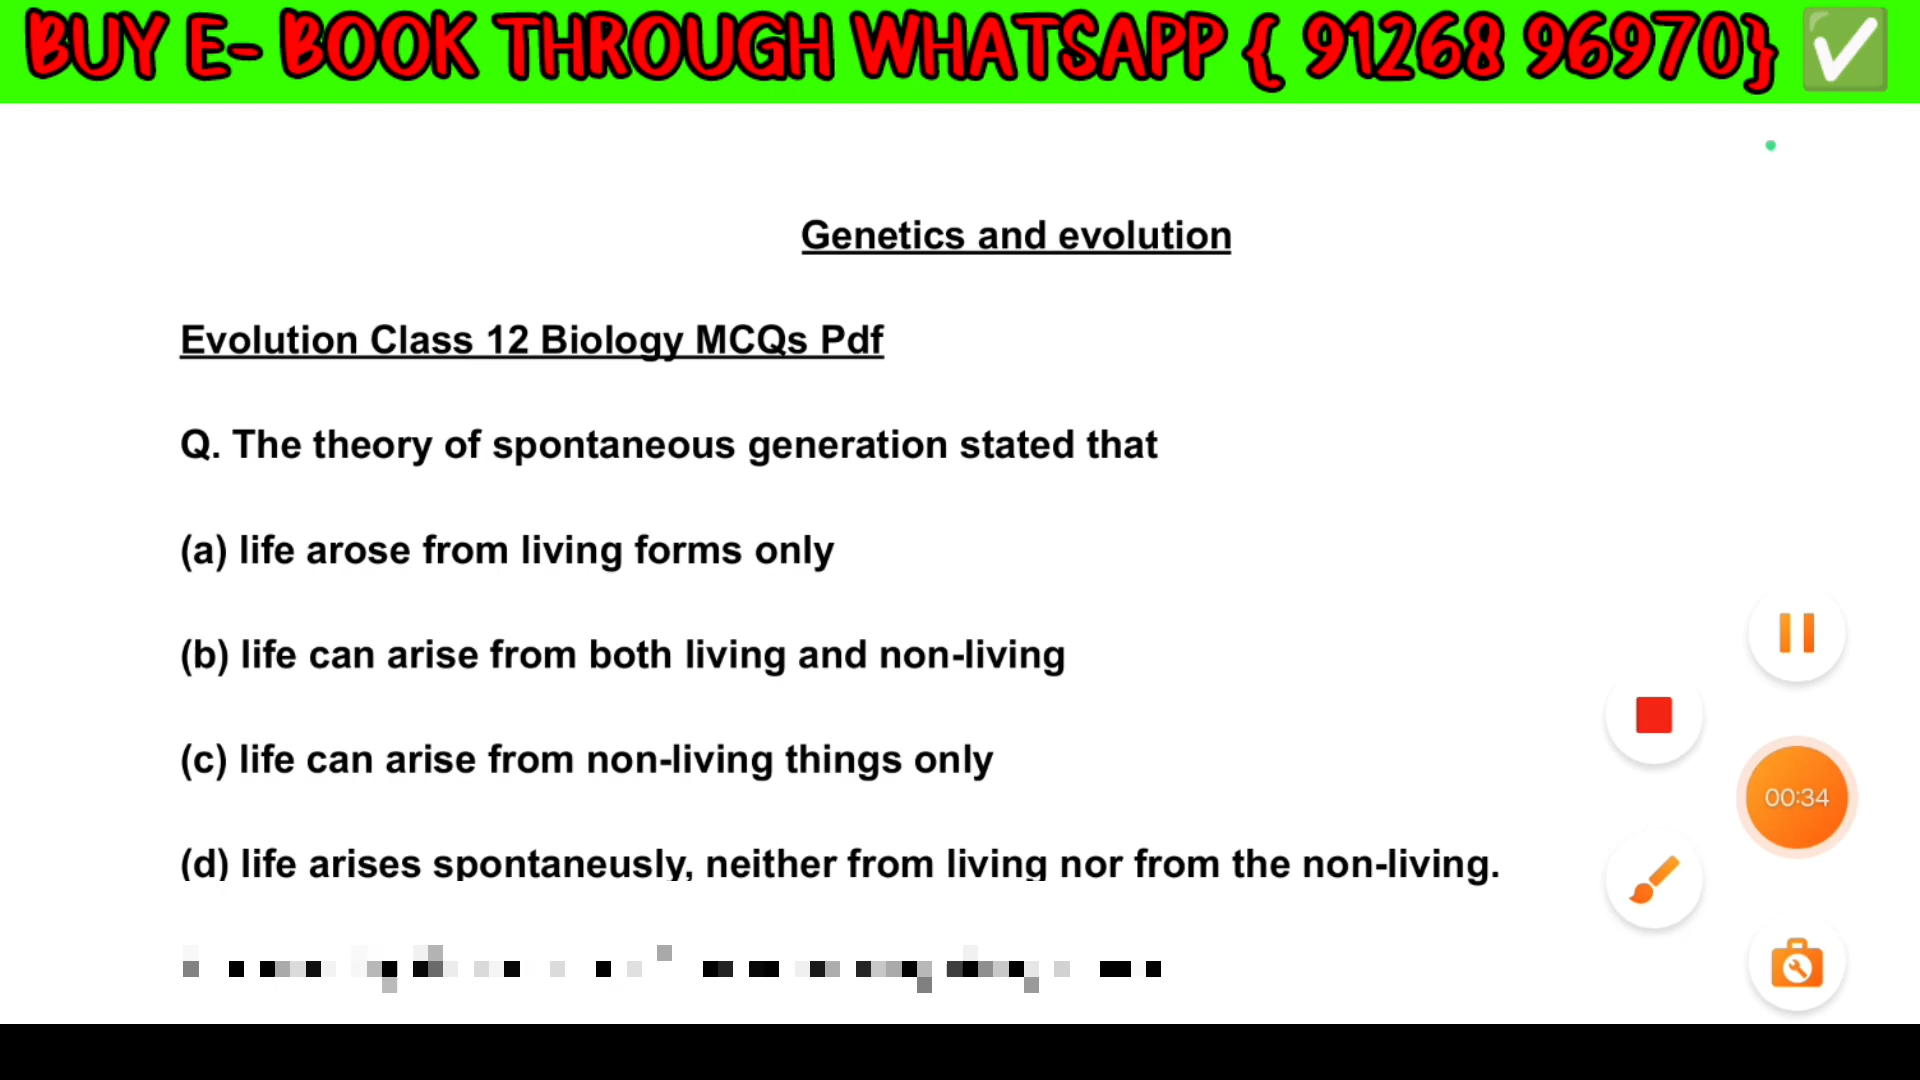 BUY E- BOOK THROUGH WHATSAPP { 91268 96970}
Genetics and evolution
Evolution Class 12 Biology MCQs Pdf
Q. The theory of spontaneous generation stated that
(a) life arose from living forms only
(b) life can arise from both living and non-living
(c) life can arise from non-living things only
(d) life arises spontaneusly, neither from living nor from the non-living.
00:34